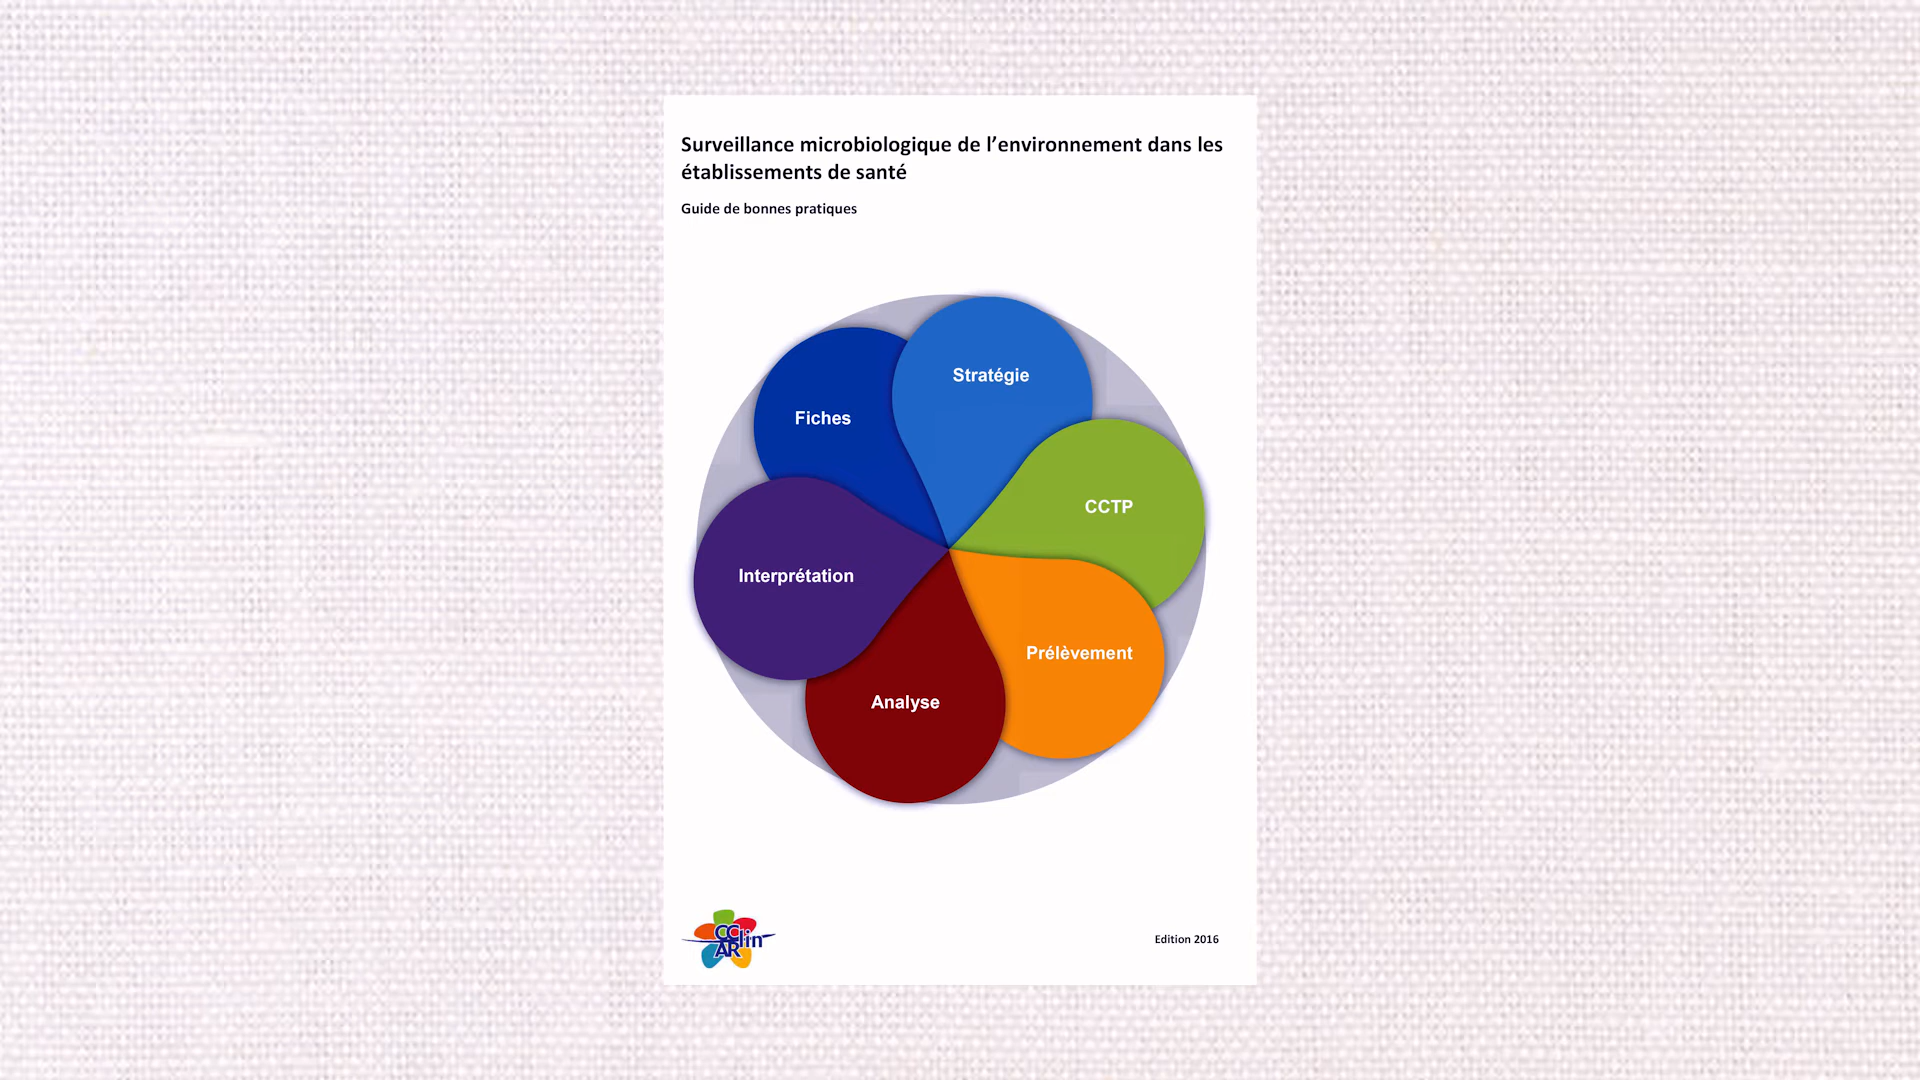 Surveillance microbiologique de l’environnement dans les
établissements de santé
Guide de bonnes pratiques
Stratégie
Fiches
CCTP
Interprétation
Prélèvement
Analyse
CClin
AR
Edition 2016